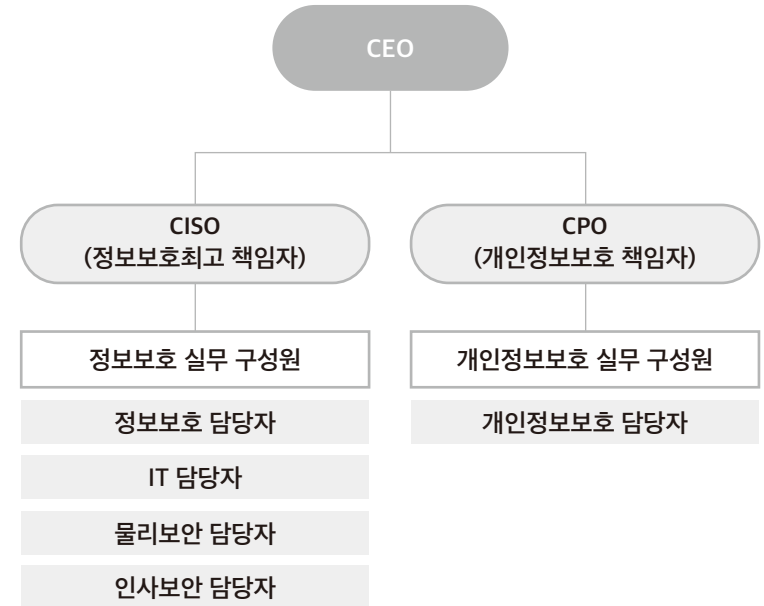 CEO
CISO
(정보보호최고 책임자)
CPO
(개인정보보호 책임자)
정보보호 실무 구성원
개인정보보호 실무 구성원
정보보호 담당자
개인정보보호 담당자
IT 담당자
물리보안 담당자
인사보안 담당자